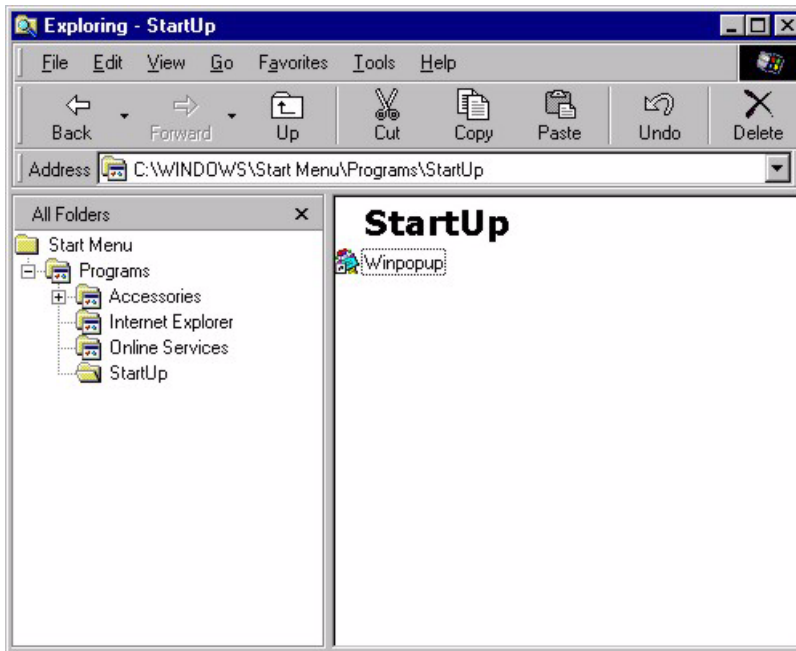 Exploring - StartUp
File Edit View Go Favorites Tools Help
Back Forward Up Cut Copy Paste Undo Delete
Address C:\WINDOWS\Start Menu\Programs\StartUp
All Folders
Start Menu
Programs
Accessories
Internet Explorer
Online Services
StartUp
StartUp
Winpopup